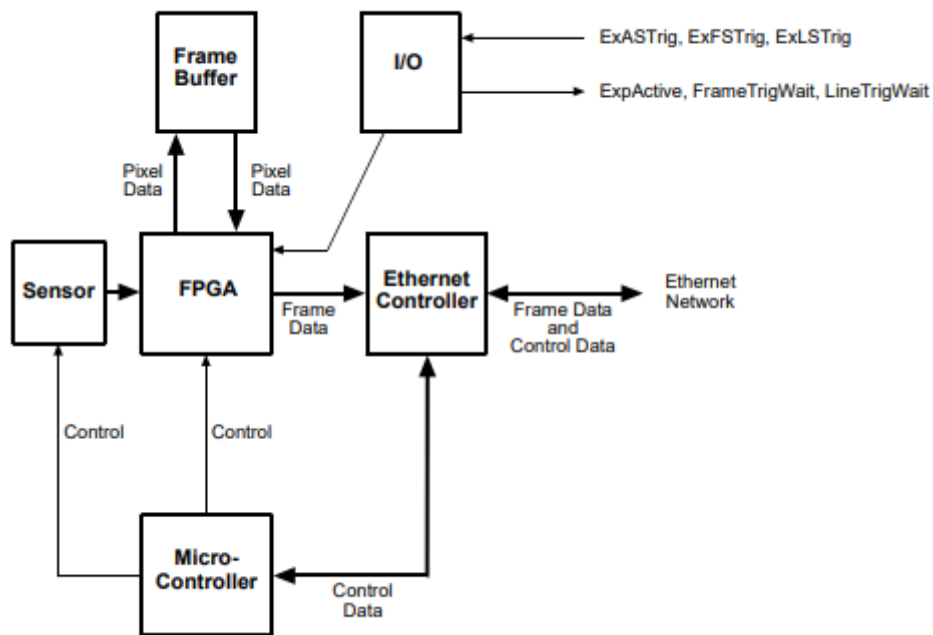 Frame
Buffer
I/O
ExASTrig, ExFSTrig, ExLSTrig
ExpActive, FrameTrigWait, LineTrigWait
Pixel
Data
Pixel
Data
Sensor
FPGA
Ethernet
Controller
Frame
Data
Frame Data
and
Control Data
Ethernet
Network
Control
Control
Micro-
Controller
Control
Data